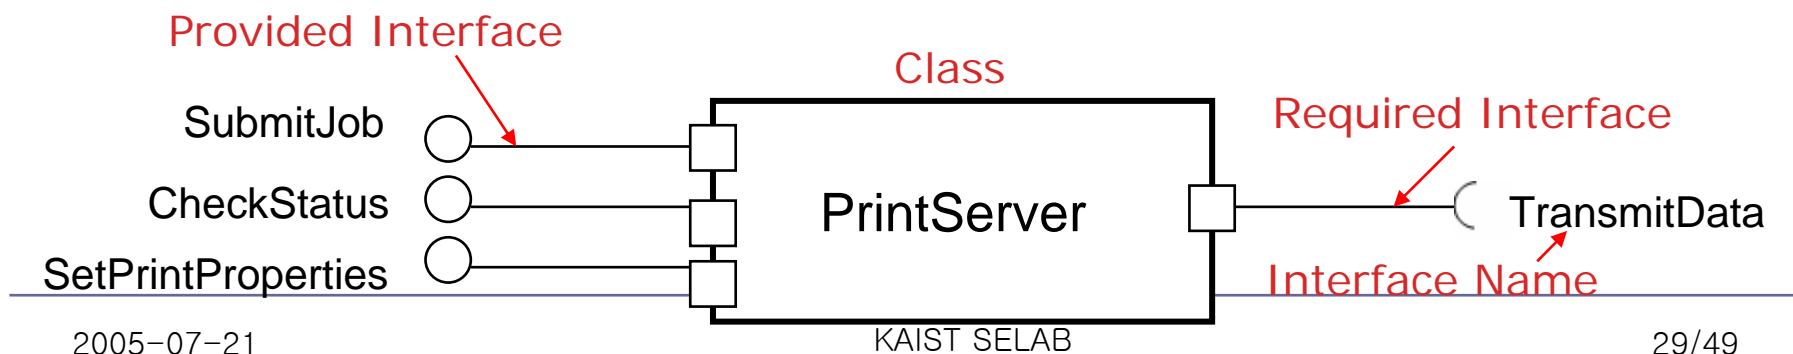 Provided Interface
Class
SubmitJob
Required Interface
CheckStatus
PrintServer
TransmitData
SetPrintProperties
Interface Name
2005-07-21
KAIST SELAB
29/49